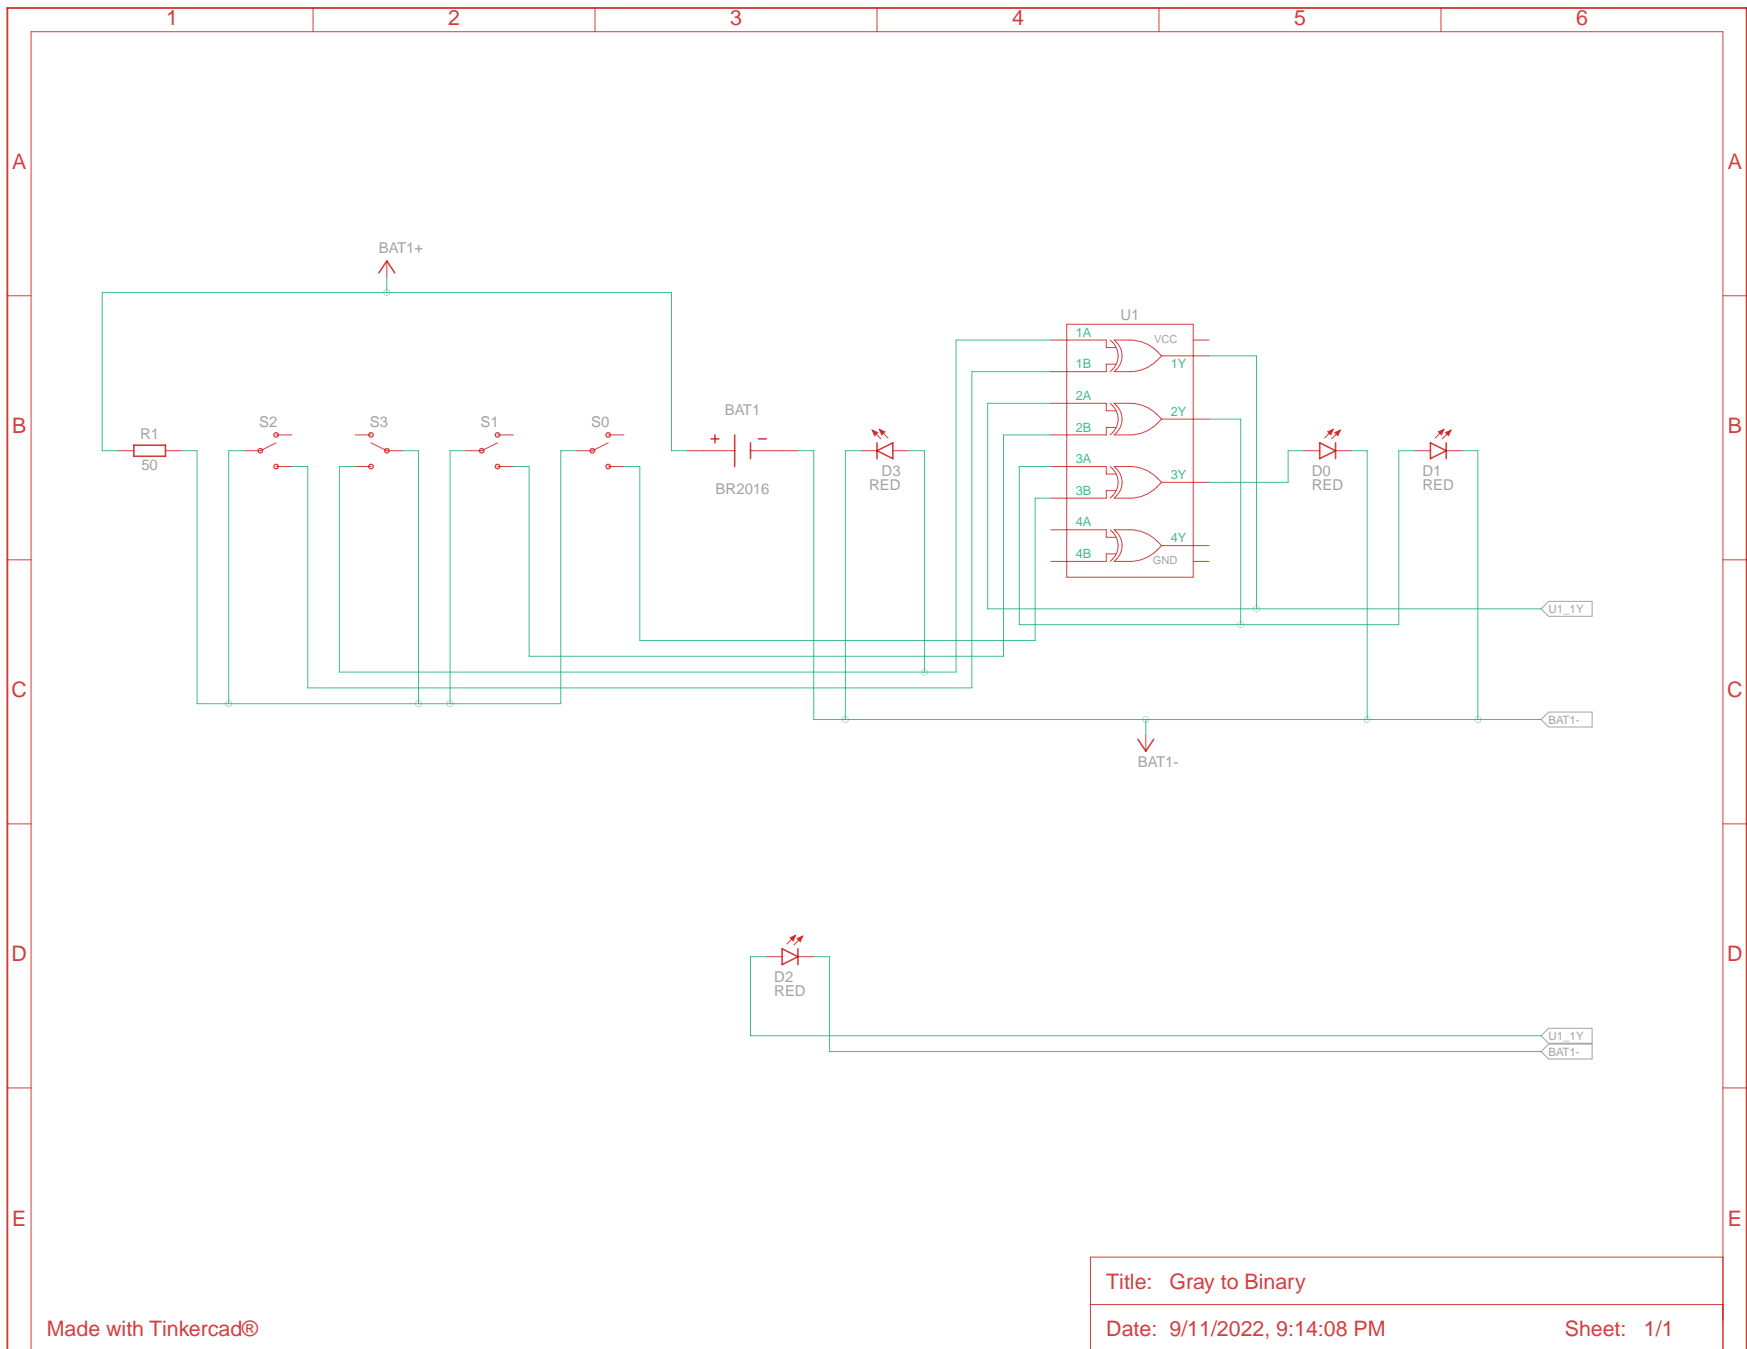 1 2 3 4 5 6
A A
BAT1+
U1
1A VCC
1B 1Y
2A
2Y
2B
B B
S2 S3 S1 S0 BAT1
R1
50
+ −
BR2016
D3
RED
D0
RED
D1
RED
3A
3Y
3B
4A
4Y
4B GND
U1_1Y
C C
BAT1-
BAT1-
D D
D2
RED
U1_1Y
BAT1-
E E
Title: Gray to Binary
Made with Tinkercad®
Date: 9/11/2022, 9:14:08 PM Sheet: 1/1